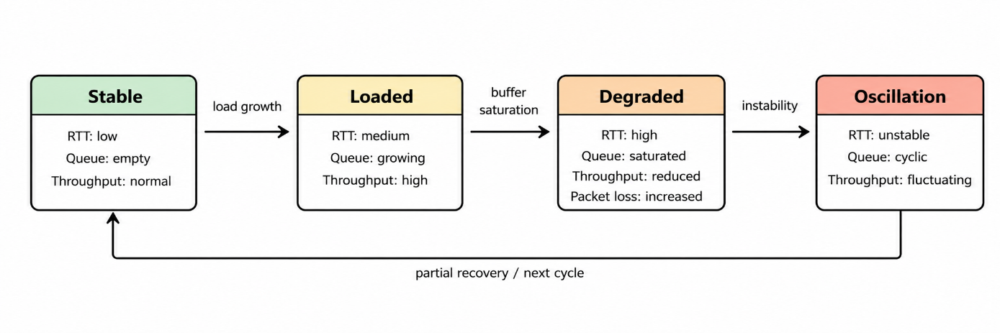 Stable
RTT: low
Queue: empty
Throughput: normal
load growth
Loaded
RTT: medium
Queue: growing
Throughput: high
buffer
saturation
Degraded
RTT: high
Queue: saturated
Throughput: reduced
Packet loss: increased
instability
Oscillation
RTT: unstable
Queue: cyclic
Throughput: fluctuating
partial recovery / next cycle